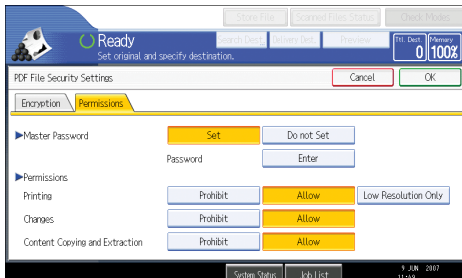 Store File Scanned Files Status Check Modes
Ready
Search Dest. Delivery Dest. Preview
Ttl. Dest. Memory
0 100%
Set original and specify destination.
PDF File Security Settings Cancel OK
Encryption Permissions
▶Master Password Set Do not Set
Password Enter
▶Permissions
Printing Prohibit Allow Low Resolution Only
Changes Prohibit Allow
Content Copying and Extraction Prohibit Allow
System Status Job List
9 JUN 2007
11:49